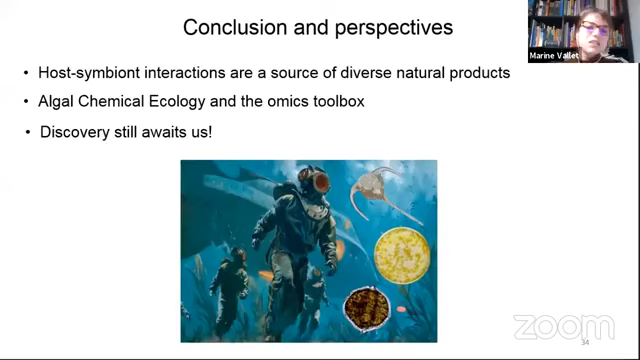 Conclusion and perspectives
Marine Vallet
• Host-symbiont interactions are a source of diverse natural products
• Algal Chemical Ecology and the omics toolbox
• Discovery still awaits us!
zoom
34